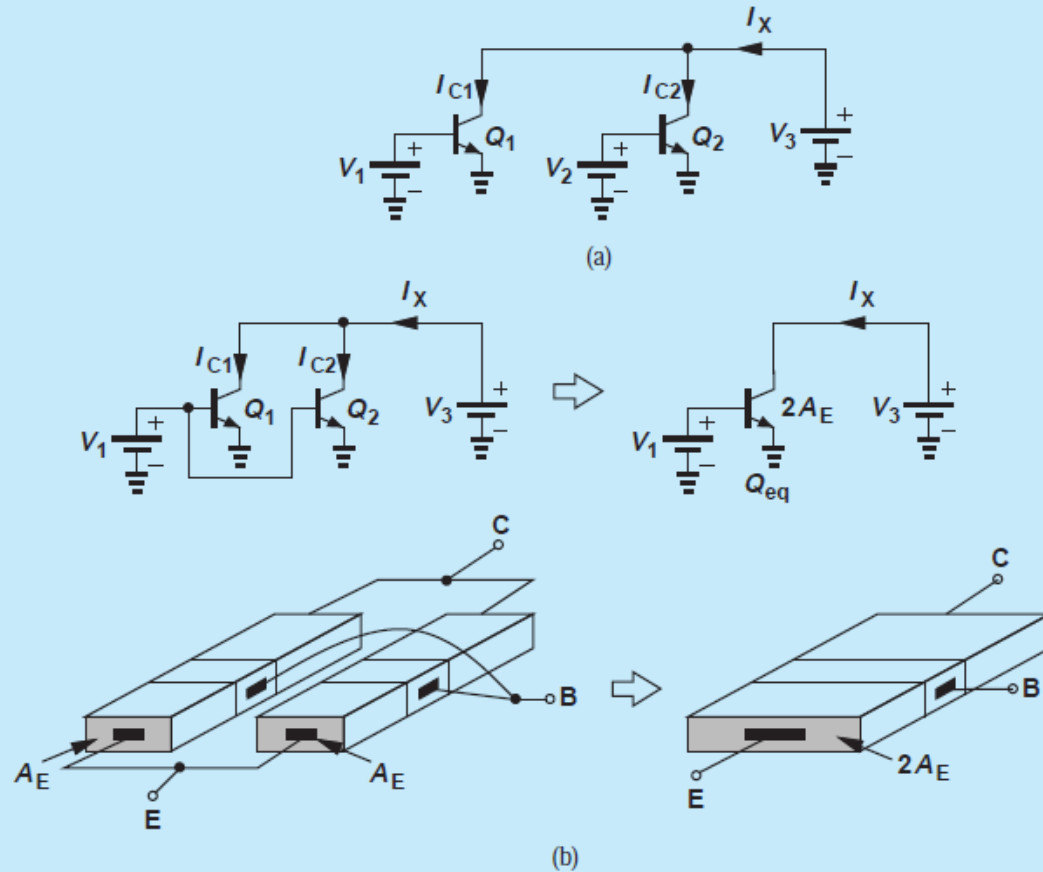 I_X
I_C1 I_C2
Q_1 Q_2 V_3 +
−
V_1 + −
V_2 + −
(a)
I_X I_X
I_C1 I_C2
Q_1 Q_2 V_3 + −
V_1 + −
2A_E V_3 + −
V_1 + −
Q_eq
C C
B B
A_E A_E 2A_E
E E
(b)